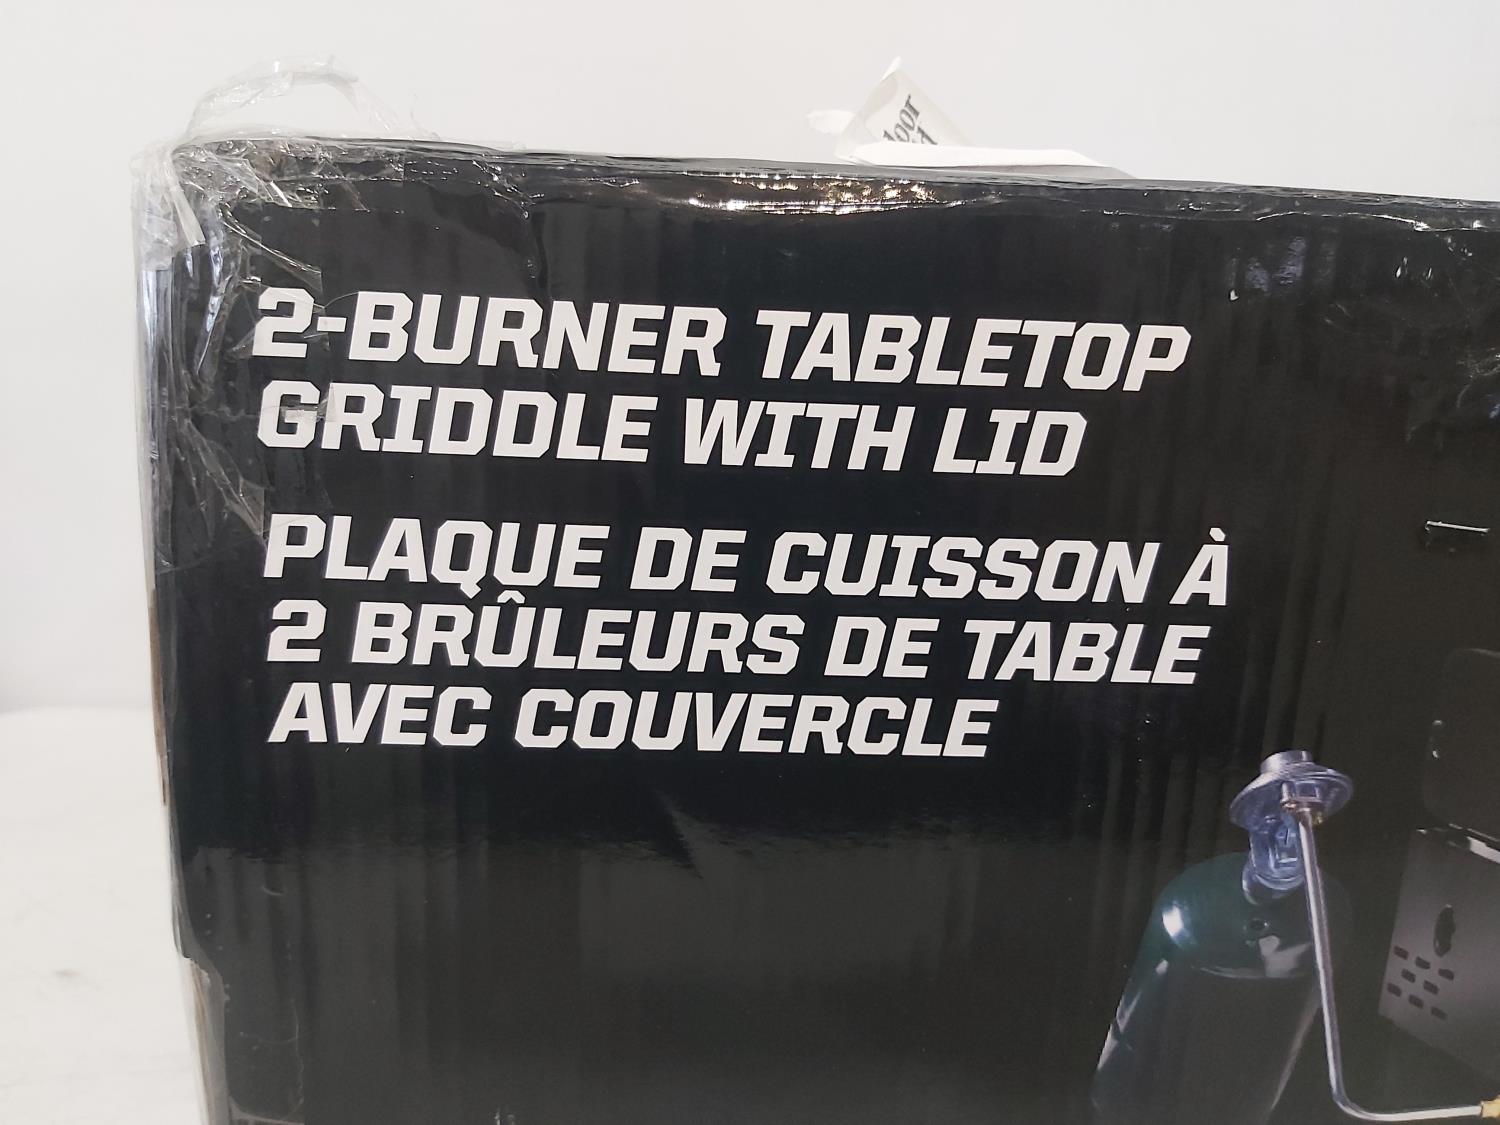 2-BURNER TABLETOP
GRIDDLE WITH LID
PLAQUE DE CUISSON À
2 BRÛLEURS DE TABLE
AVEC COUVERCLE